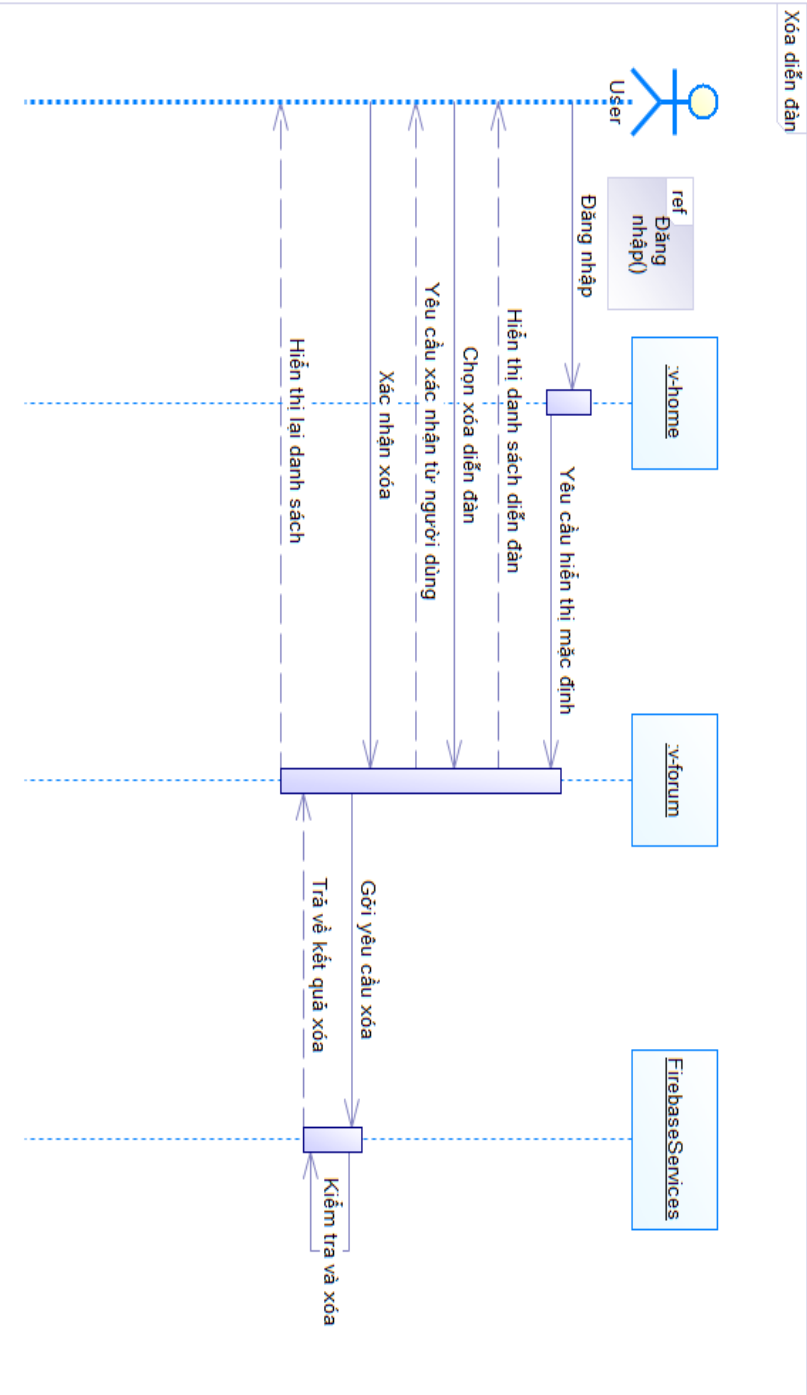 Xóa diễn đàn
User
ref
Đăng
nhập()
:v-home
:v-forum
FirebaseServices
Đăng nhập
Yêu cầu hiển thị mặc định
Hiển thị danh sách diễn đàn
Chọn xóa diễn đàn
Yêu cầu xác nhận từ người dùng
Xác nhận xóa
Gởi yêu cầu xóa
Kiểm tra và xóa
Trả về kết quả xóa
Hiển thị lại danh sách